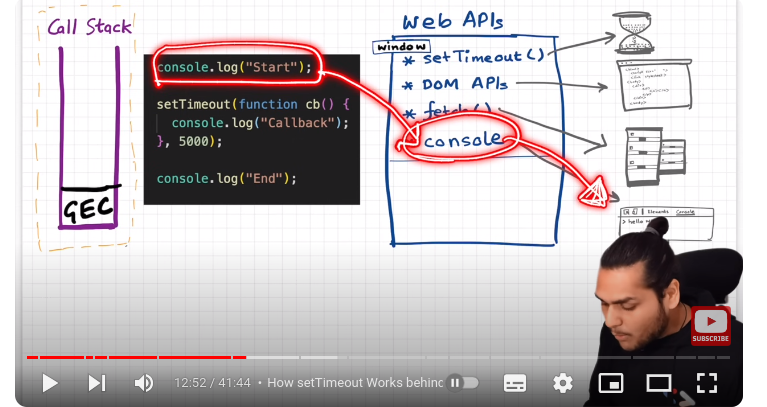 Call Stack
GEC
console.log("Start");
setTimeout(function cb() {
console.log("Callback");
}, 5000);
console.log("End");
Web APIs
window
* setTimeout()
* DOM APIs
* fetch()
* console
Elements Console
> hello
SUBSCRIBE
12:52 / 41:44 • How setTimeout Works behind